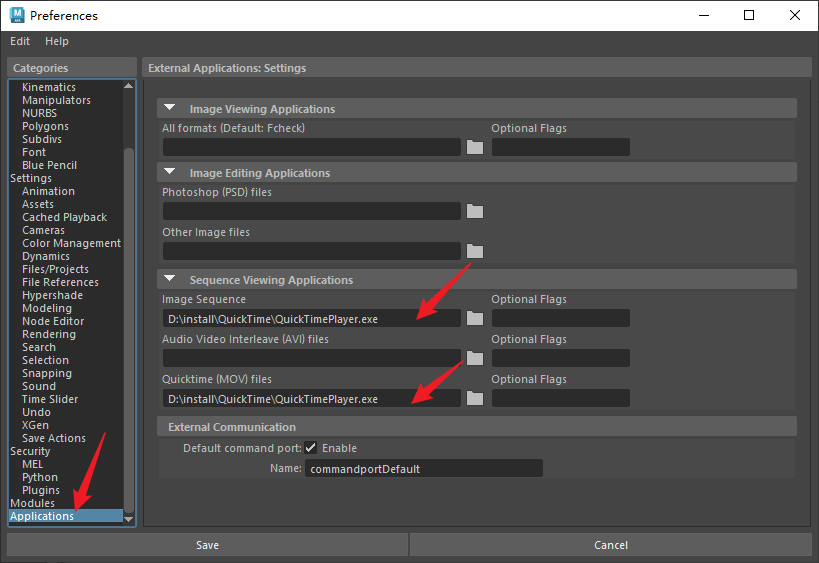 Preferences
Edit Help
Categories
Kinematics
Manipulators
NURBS
Polygons
Subdivs
Font
Blue Pencil
Settings
Animation
Assets
Cached Playback
Cameras
Color Management
Dynamics
Files/Projects
File References
Hypershade
Modeling
Node Editor
Rendering
Search
Selection
Snapping
Sound
Time Slider
Undo
XGen
Save Actions
Security
MEL
Python
Plugins
Modules
Applications
External Applications: Settings
Image Viewing Applications
All formats (Default: Fcheck) Optional Flags
Image Editing Applications
Photoshop (PSD) files
Other Image files
Sequence Viewing Applications
Image Sequence Optional Flags
D:\install\QuickTime\QuickTimePlayer.exe
Audio Video Interleave (AVI) files Optional Flags
Quicktime (MOV) files Optional Flags
D:\install\QuickTime\QuickTimePlayer.exe
External Communication
Default command port: Enable
Name: commandportDefault
Save Cancel